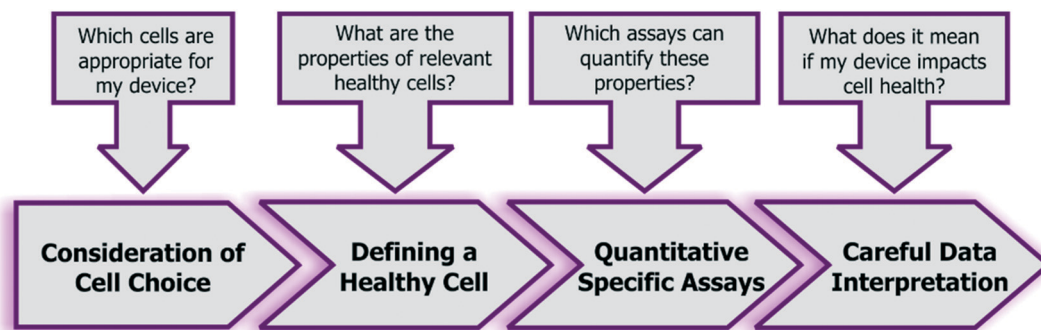 Which cells are
appropriate for
my device?
What are the
properties of relevant
healthy cells?
Which assays can
quantify these
properties?
What does it mean
if my device impacts
cell health?
Consideration of
Cell Choice
Defining a
Healthy Cell
Quantitative
Specific Assays
Careful Data
Interpretation